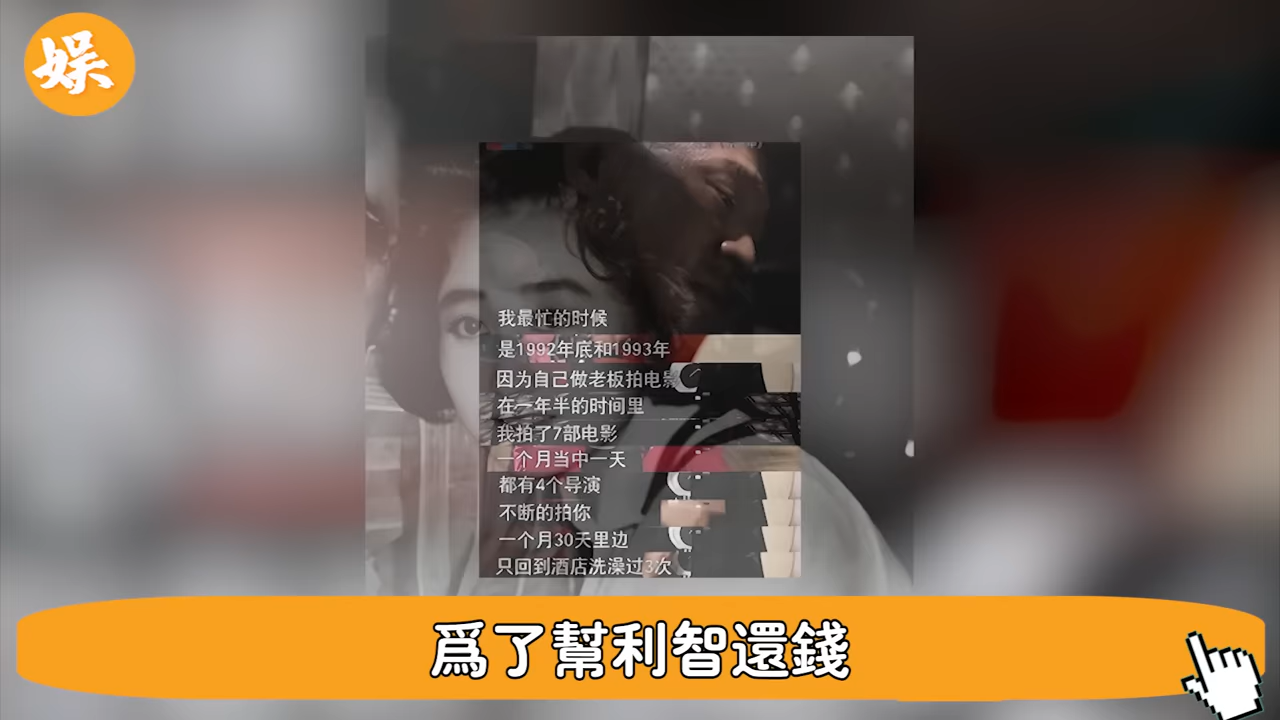 娱
我最忙的时候
是1992年底和1993年
因为自己做老板拍电影
在一年半的时间里
我拍了7部电影
一个月当中一天
都有4个导演
不断的拍你
一个月30天里边
只回到酒店洗澡过3次
爲了幫利智還錢